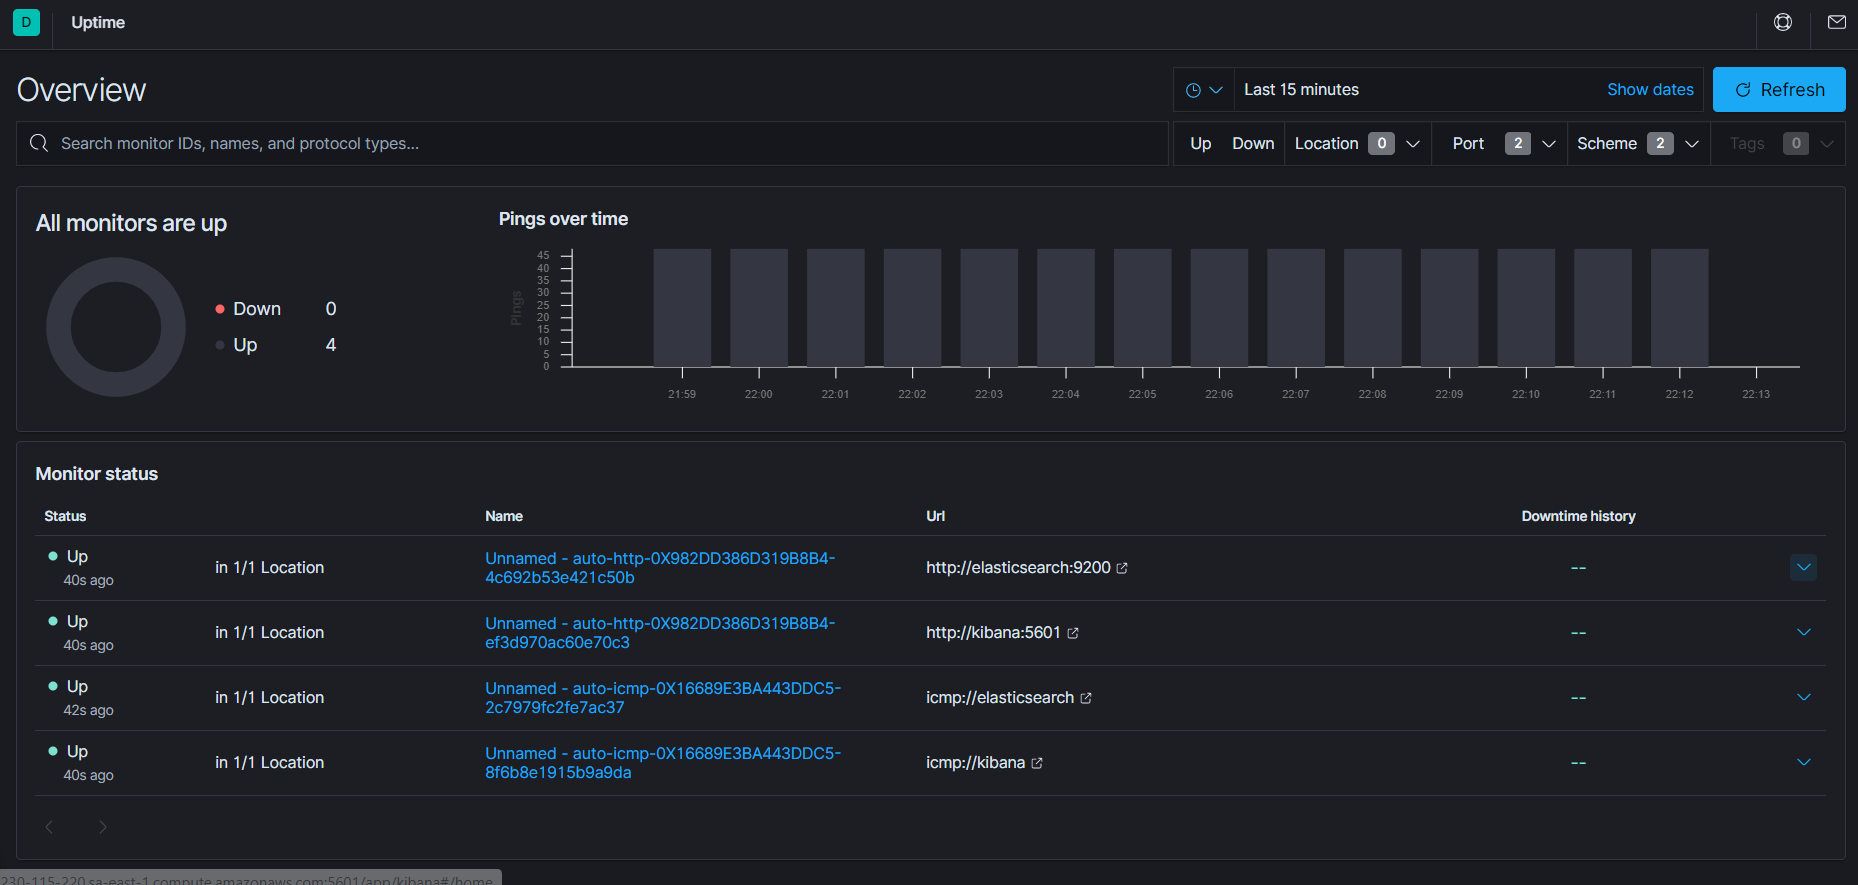 D Uptime
Overview
Last 15 minutes Show dates Refresh
Search monitor IDs, names, and protocol types... Up Down Location 0 Port 2 Scheme 2 Tags 0
All monitors are up
Down 0
Up 4
Pings over time
Pings
45
40
35
30
25
20
15
10
5
0
21:59 22:00 22:01 22:02 22:03 22:04 22:05 22:06 22:07 22:08 22:09 22:10 22:11 22:12 22:13
Monitor status
Status Name Url Downtime history
Up
40s ago
in 1/1 Location
Unnamed - auto-http-0X982DD386D319B8B4-
4c692b53e421c50b
http://elasticsearch:9200
--
Up
40s ago
in 1/1 Location
Unnamed - auto-http-0X982DD386D319B8B4-
ef3d970ac60e70c3
http://kibana:5601
--
Up
42s ago
in 1/1 Location
Unnamed - auto-icmp-0X16689E3BA443DDC5-
2c7979fc2fe7ac37
icmp://elasticsearch
--
Up
40s ago
in 1/1 Location
Unnamed - auto-icmp-0X16689E3BA443DDC5-
8f6b8e1915b9a9da
icmp://kibana
--
230-115-220.sa-east-1.compute.amazonaws.com:5601/app/kibana#/home